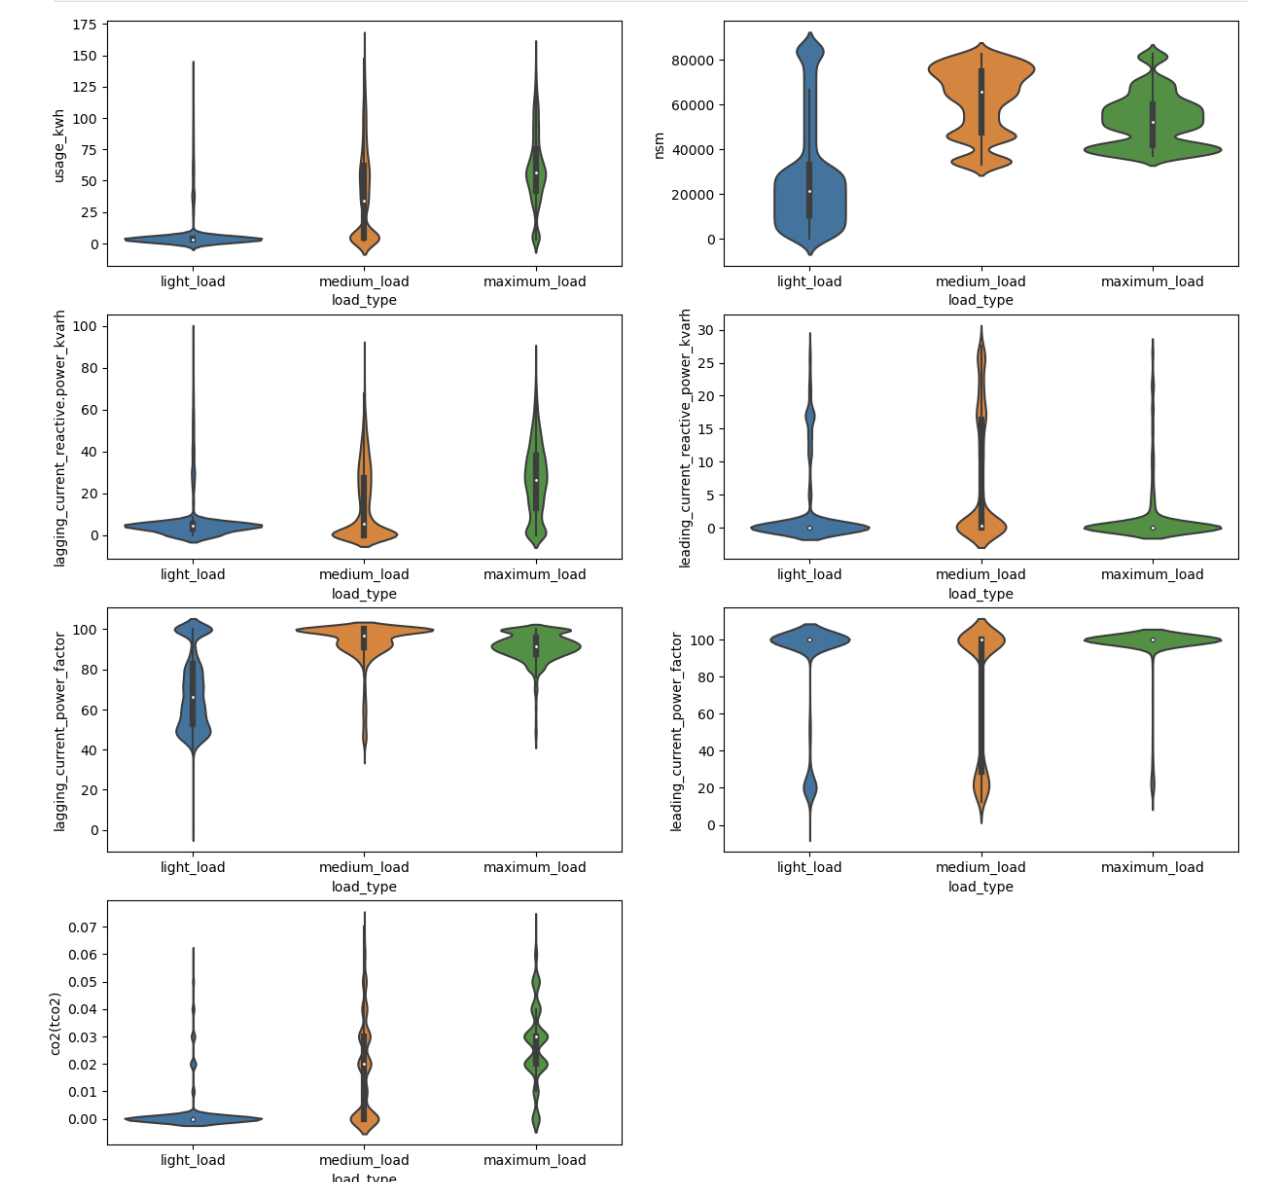 usage_kwh
175
150
125
100
75
50
25
0
light_load medium_load maximum_load
load_type
nsm
80000
60000
40000
20000
0
light_load medium_load maximum_load
load_type
lagging_current_reactive.power_kvarh
100
80
60
40
20
0
light_load medium_load maximum_load
load_type
leading_current_reactive_power_kvarh
30
25
20
15
10
5
0
light_load medium_load maximum_load
load_type
lagging_current_power_factor
100
80
60
40
20
0
light_load medium_load maximum_load
load_type
leading_current_power_factor
100
80
60
40
20
0
light_load medium_load maximum_load
load_type
co2(tco2)
0.07
0.06
0.05
0.04
0.03
0.02
0.01
0.00
light_load medium_load maximum_load
load_type